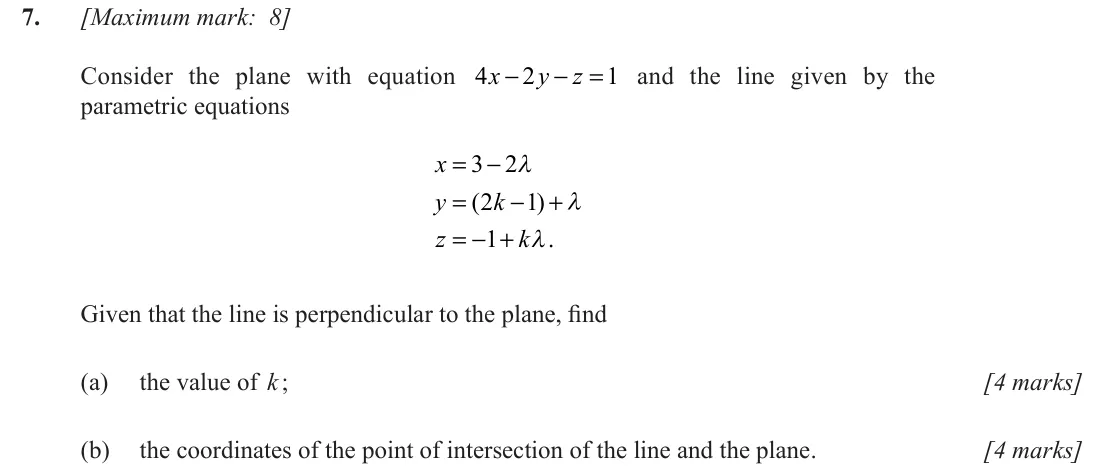 7. [Maximum mark: 8]
Consider the plane with equation 4x−2y−z=1 and the line given by the
parametric equations
x=3−2λ
y=(2k−1)+λ
z=−1+kλ.
Given that the line is perpendicular to the plane, find
(a) the value of k; [4 marks]
(b) the coordinates of the point of intersection of the line and the plane. [4 marks]